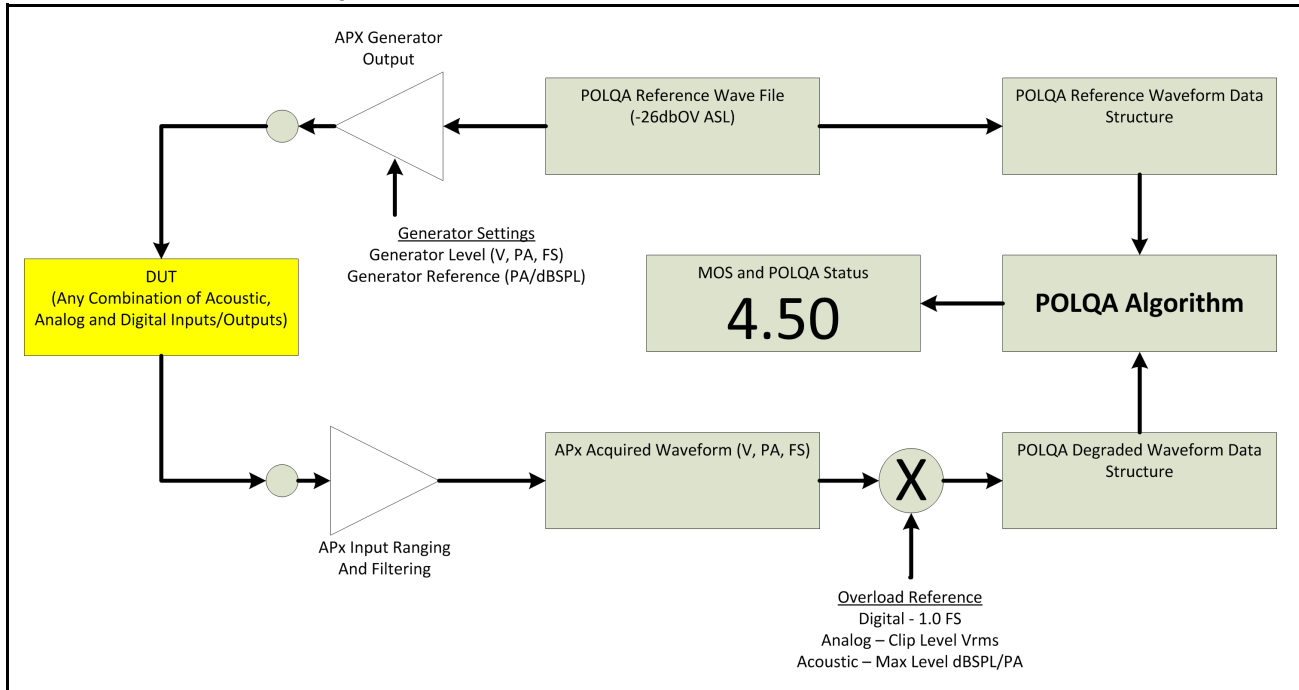 APX Generator
Output
POLQA Reference Wave File
(-26dbOV ASL)
POLQA Reference Waveform Data
Structure
Generator Settings
Generator Level (V, PA, FS)
Generator Reference (PA/dBSPL)
DUT
(Any Combination of Acoustic,
Analog and Digital Inputs/Outputs)
MOS and POLQA Status
4.50
POLQA Algorithm
APx Input Ranging
And Filtering
APx Acquired Waveform (V, PA, FS)
X
POLQA Degraded Waveform Data
Structure
Overload Reference
Digital - 1.0 FS
Analog – Clip Level Vrms
Acoustic – Max Level dBSPL/PA